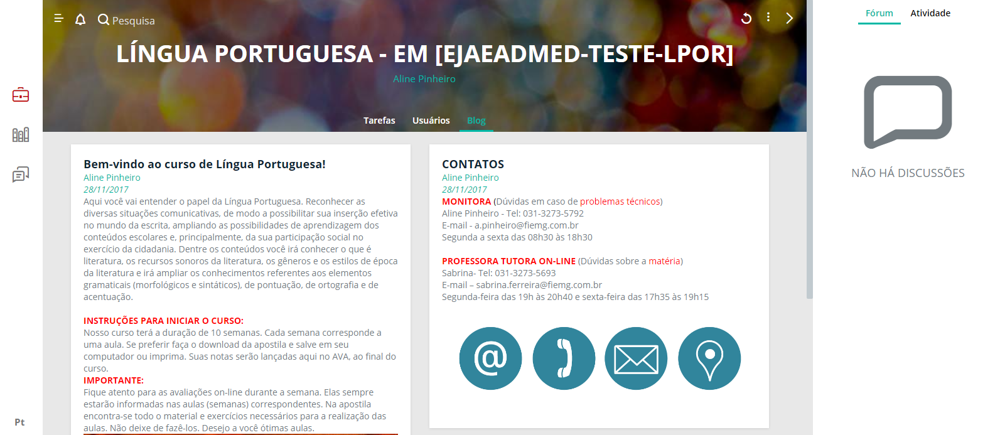 Pesquisa
LÍNGUA PORTUGUESA - EM [EJAEADMED-TESTE-LPOR]
Aline Pinheiro
Tarefas Usuários Blog
Bem-vindo ao curso de Língua Portuguesa!
Aline Pinheiro
28/11/2017
Aqui você vai entender o papel da Língua Portuguesa. Reconhecer as
diversas situações comunicativas, de modo a possibilitar sua inserção efetiva
no mundo da escrita, ampliando as possibilidades de aprendizagem dos
conteúdos escolares e, principalmente, da sua participação social no
exercício da cidadania. Dentre os conteúdos você irá conhecer o que é
literatura, os recursos sonoros da literatura, os gêneros e os estilos de época
da literatura e irá ampliar os conhecimentos referentes aos elementos
gramaticais (morfológicos e sintáticos), de pontuação, de ortografia e de
acentuação.
INSTRUÇÕES PARA INICIAR O CURSO:
Nosso curso terá a duração de 10 semanas. Cada semana corresponde a
uma aula. Se preferir faça o download da apostila e salve em seu
computador ou imprima. Suas notas serão lançadas aqui no AVA, ao final do
curso.
IMPORTANTE:
Fique atento para as avaliações on-line durante a semana. Elas sempre
estarão informadas nas aulas (semanas) correspondentes. Na apostila
encontra-se todo o material e exercícios necessários para a realização das
aulas. Não deixe de fazê-los. Desejo a você ótimas aulas.
CONTATOS
Aline Pinheiro
28/11/2017
MONITORA (Dúvidas em caso de problemas técnicos)
Aline Pinheiro - Tel: 031-3273-5792
E-mail - a.pinheiro@fiemg.com.br
Segunda a sexta das 08h30 às 18h30
PROFESSORA TUTORA ON-LINE (Dúvidas sobre a matéria)
Sabrina- Tel: 031-3273-5693
E-mail – sabrina.ferreira@fiemg.com.br
Segunda-feira das 19h às 20h40 e sexta-feira das 17h35 às 19h15
@
Fórum Atividade
NÃO HÁ DISCUSSÕES
Pt